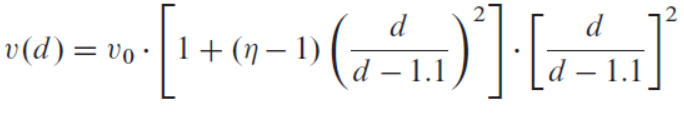 v(d) = v₀ · [1 + (η − 1) (d / (d − 1.1))²] · [d / (d − 1.1)]²